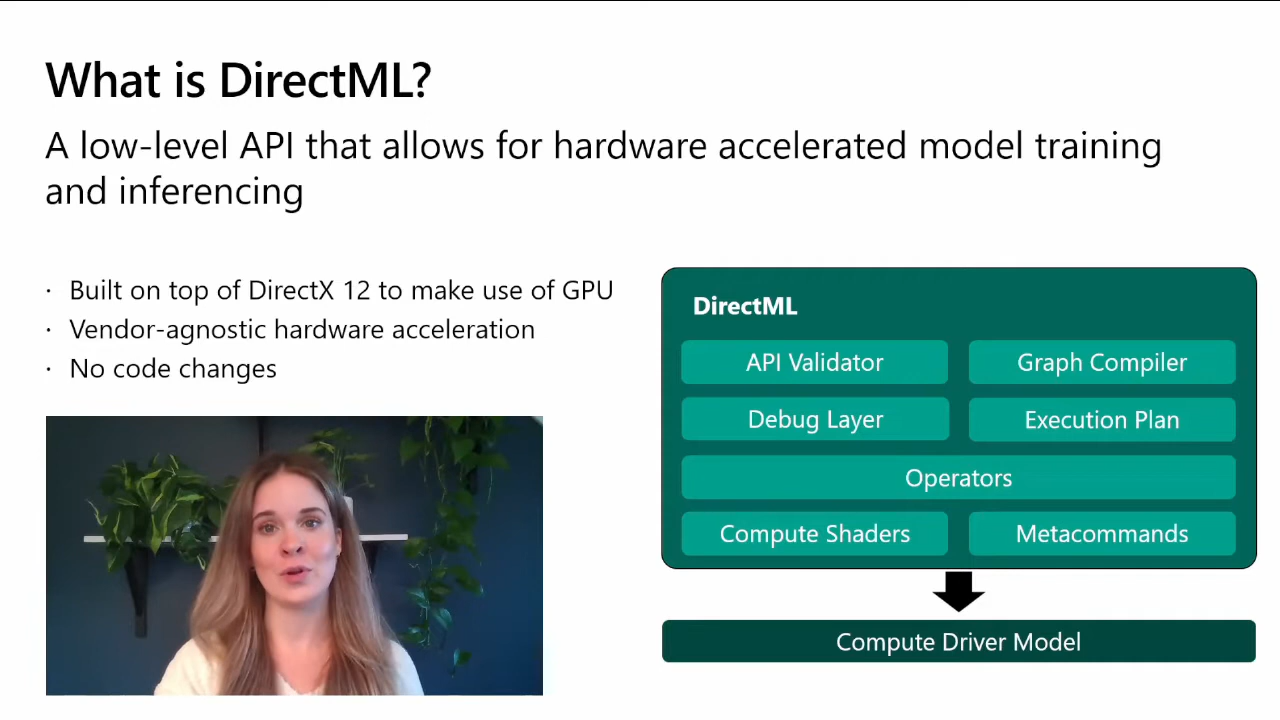 What is DirectML?
A low-level API that allows for hardware accelerated model training
and inferencing
· Built on top of DirectX 12 to make use of GPU
· Vendor-agnostic hardware acceleration
· No code changes
DirectML
API Validator
Graph Compiler
Debug Layer
Execution Plan
Operators
Compute Shaders
Metacommands
Compute Driver Model